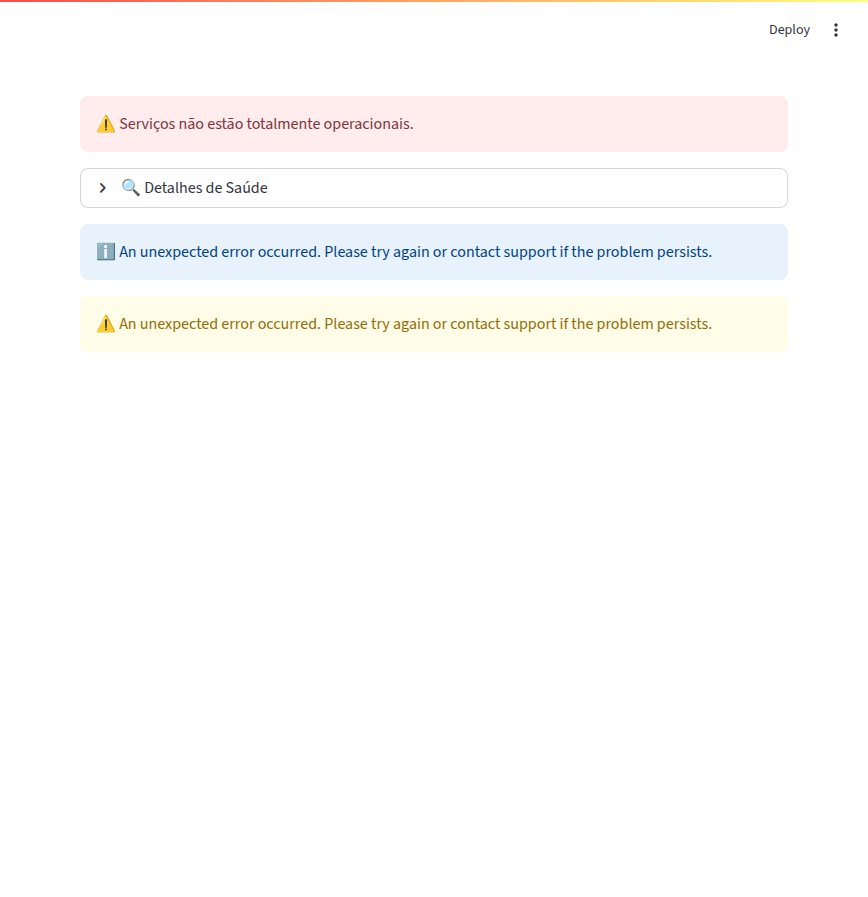 Deploy
⚠️ Serviços não estão totalmente operacionais.
🔍 Detalhes de Saúde
ℹ️ An unexpected error occurred. Please try again or contact support if the problem persists.
⚠️ An unexpected error occurred. Please try again or contact support if the problem persists.